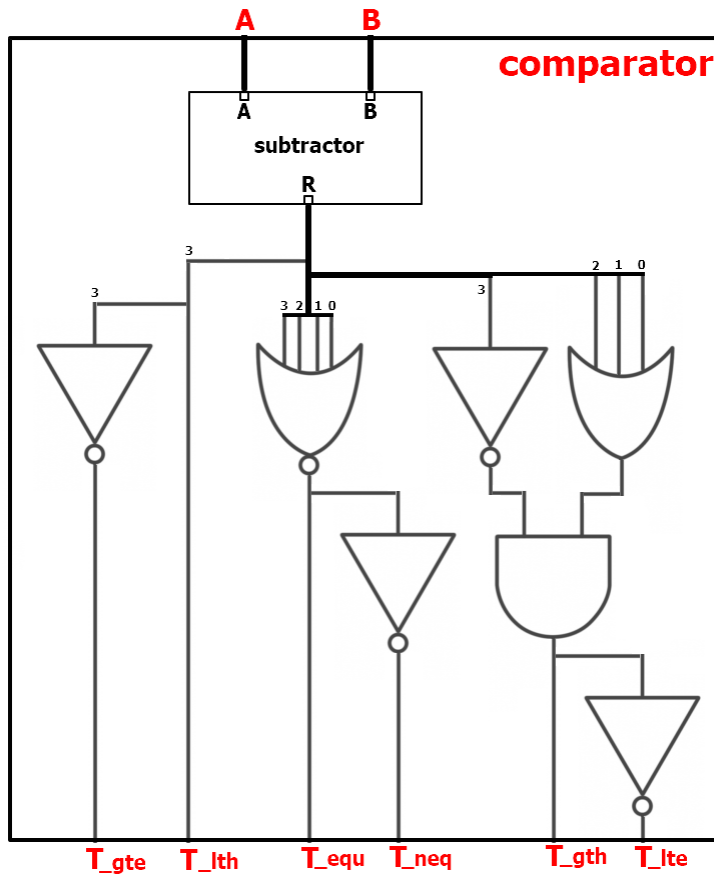 A B
comparator
A B
subtractor
R
3
3
3 2 1 0
3
2 1 0
T_gte T_lth T_equ T_neq T_gth T_lte